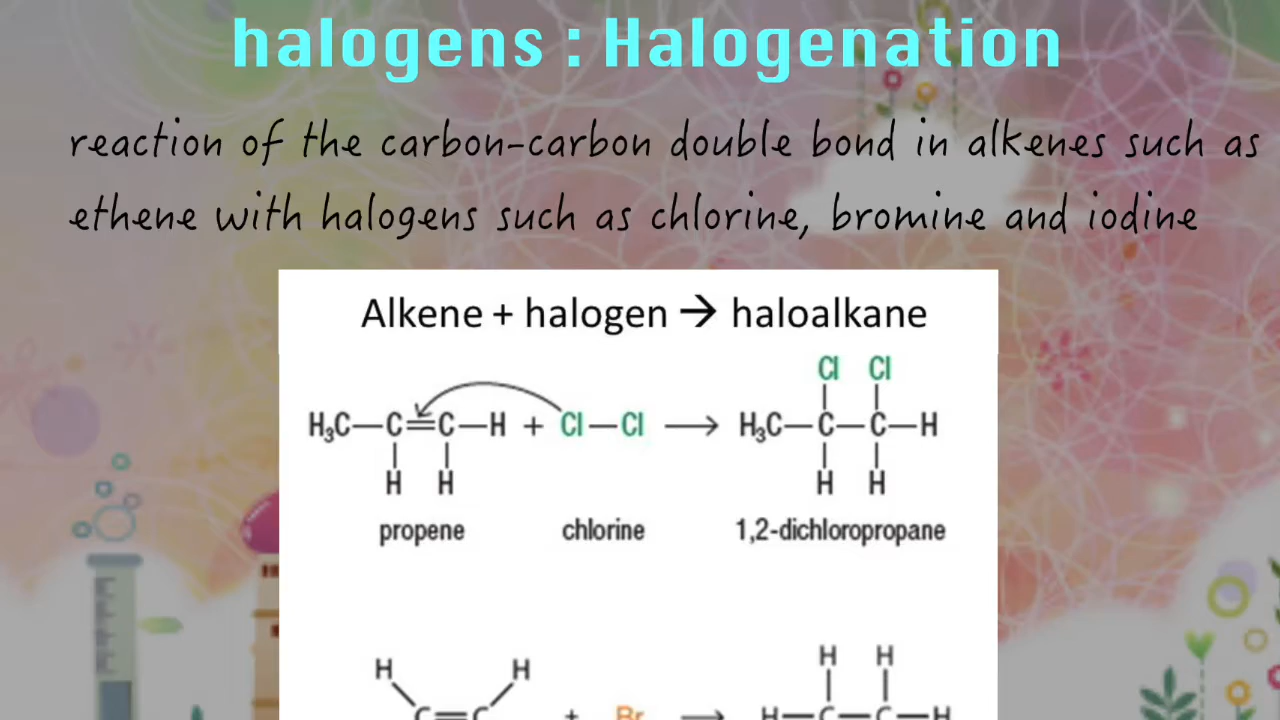 halogens : Halogenation
reaction of the carbon-carbon double bond in alkenes such as
ethene with halogens such as chlorine, bromine and iodine
Alkene + halogen → haloalkane
Cl Cl
H₃C—C=C—H + Cl—Cl → H₃C—C—C—H
H H H H
propene chlorine 1,2-dichloropropane
H H H H
C=C + Br → H—C—C—H